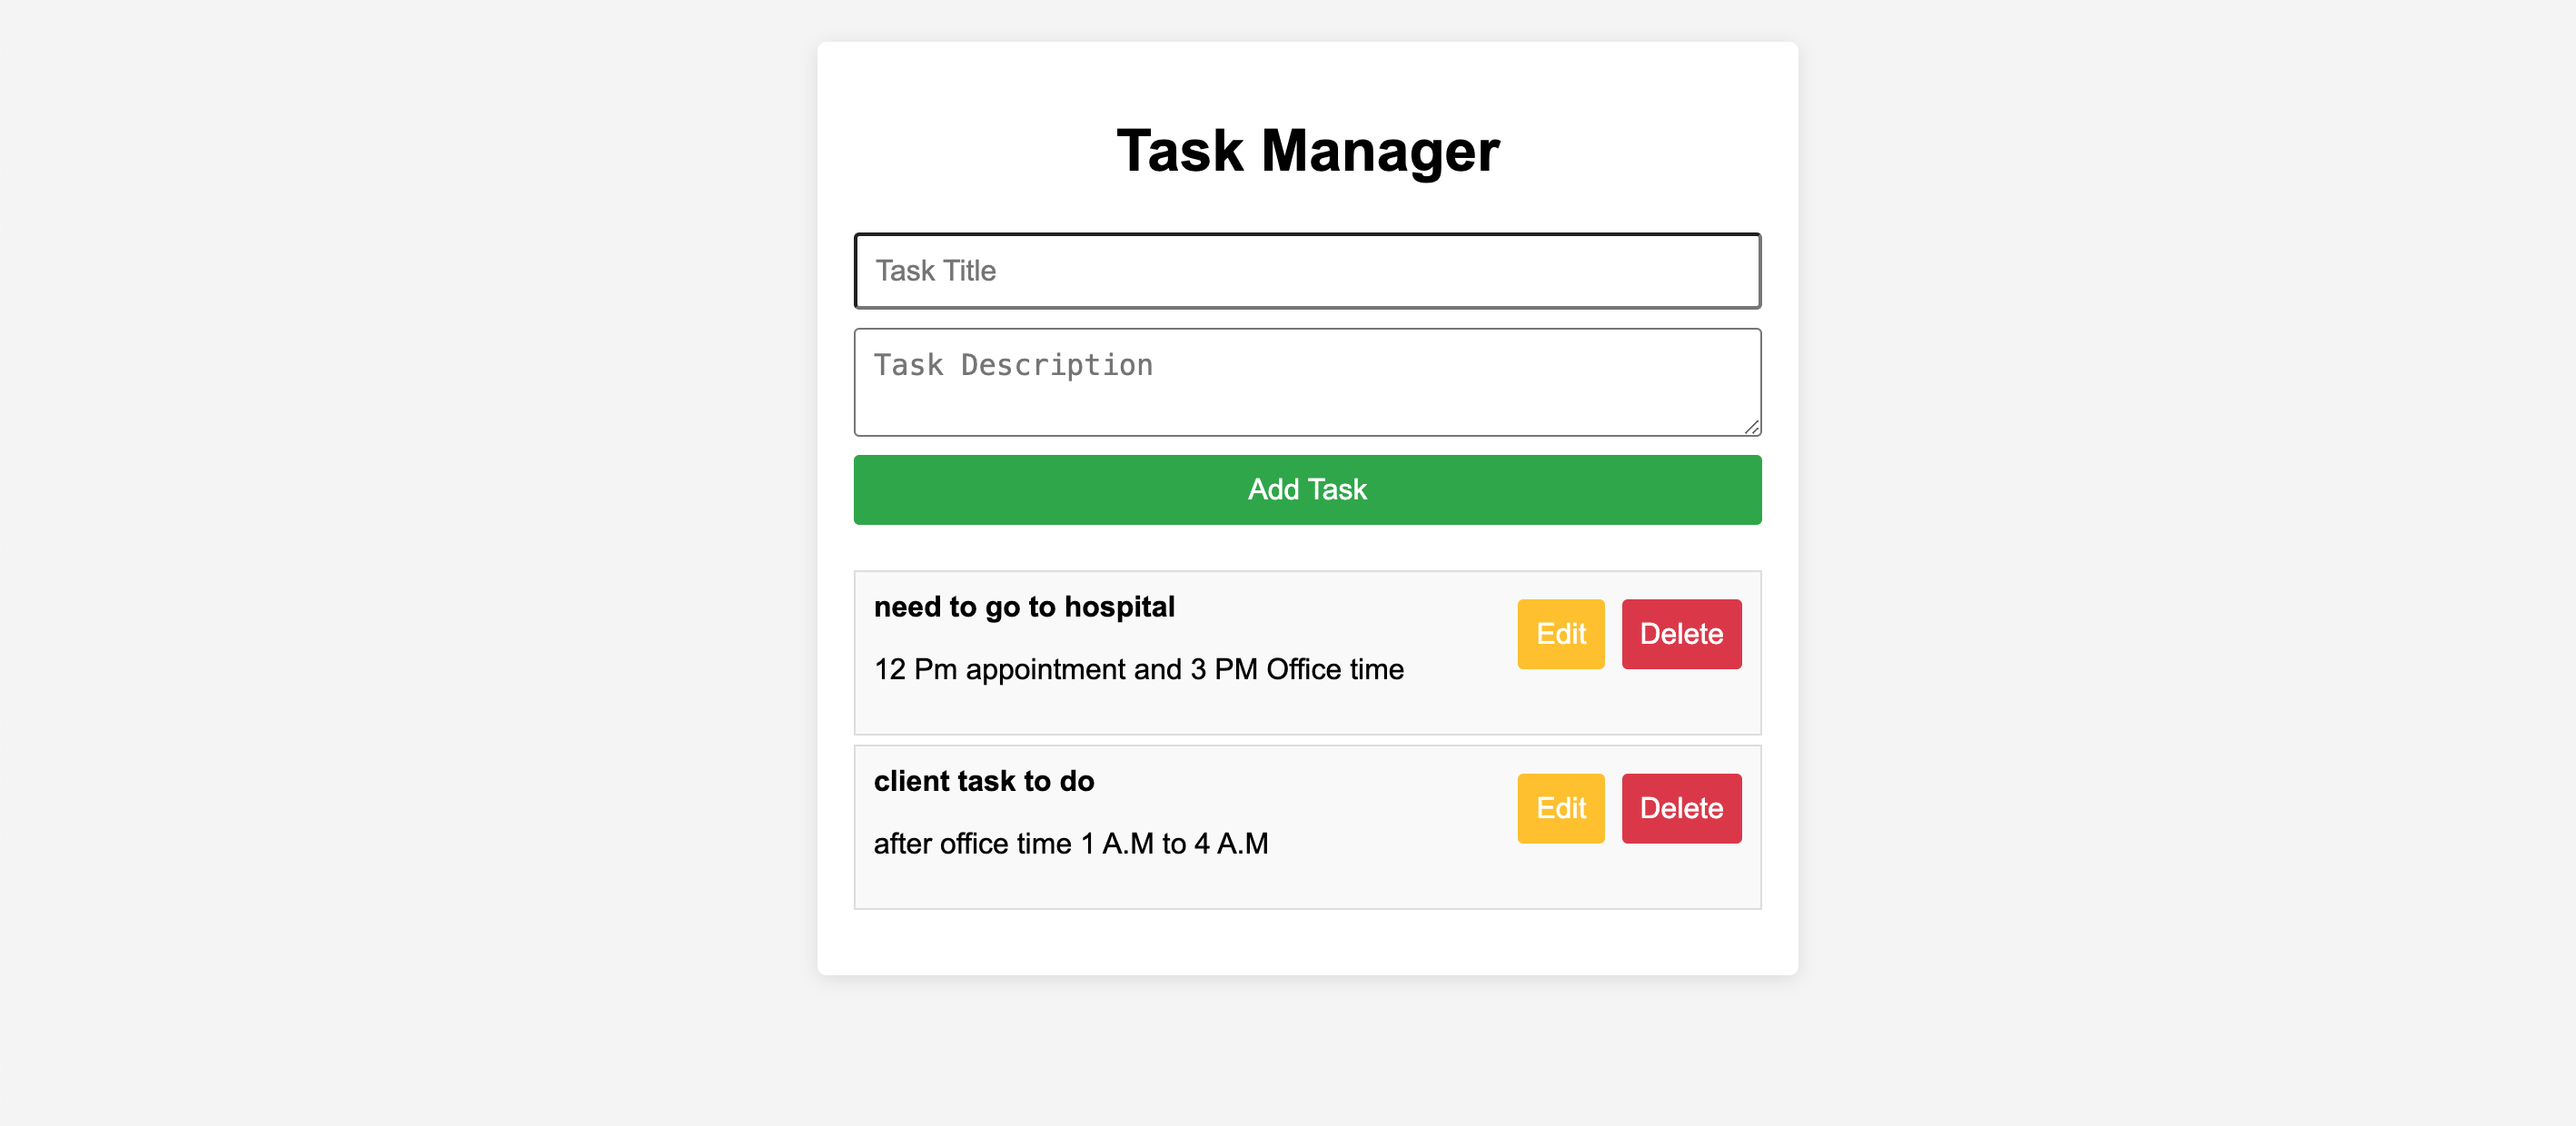 Task Manager
Task Title
Task Description
Add Task
need to go to hospital
Edit
Delete
12 Pm appointment and 3 PM Office time
client task to do
Edit
Delete
after office time 1 A.M to 4 A.M